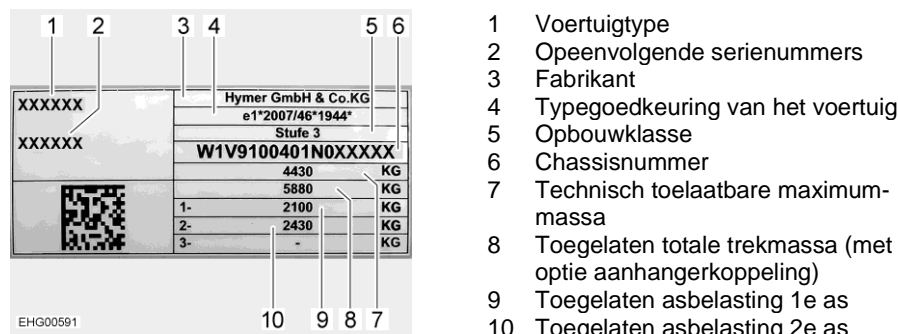 1 2 3 4 5 6
XXXXXX
XXXXXX
Hymer GmbH & Co.KG
e1*2007/46*1944*
Stufe 3
W1V9100401N0XXXXX
4430 KG
5880 KG
1- 2100 KG
2- 2430 KG
3- - KG
EHG00591
10 9 8 7
1 Voertuigtype
2 Opeenvolgende serienummers
3 Fabrikant
4 Typegoedkeuring van het voertuig
5 Opbouwklasse
6 Chassisnummer
7 Technisch toelaatbare maximum-
massa
8 Toegelaten totale trekmassa (met
optie aanhangerkoppeling)
9 Toegelaten asbelasting 1e as
10 Toegelaten asbelasting 2e as